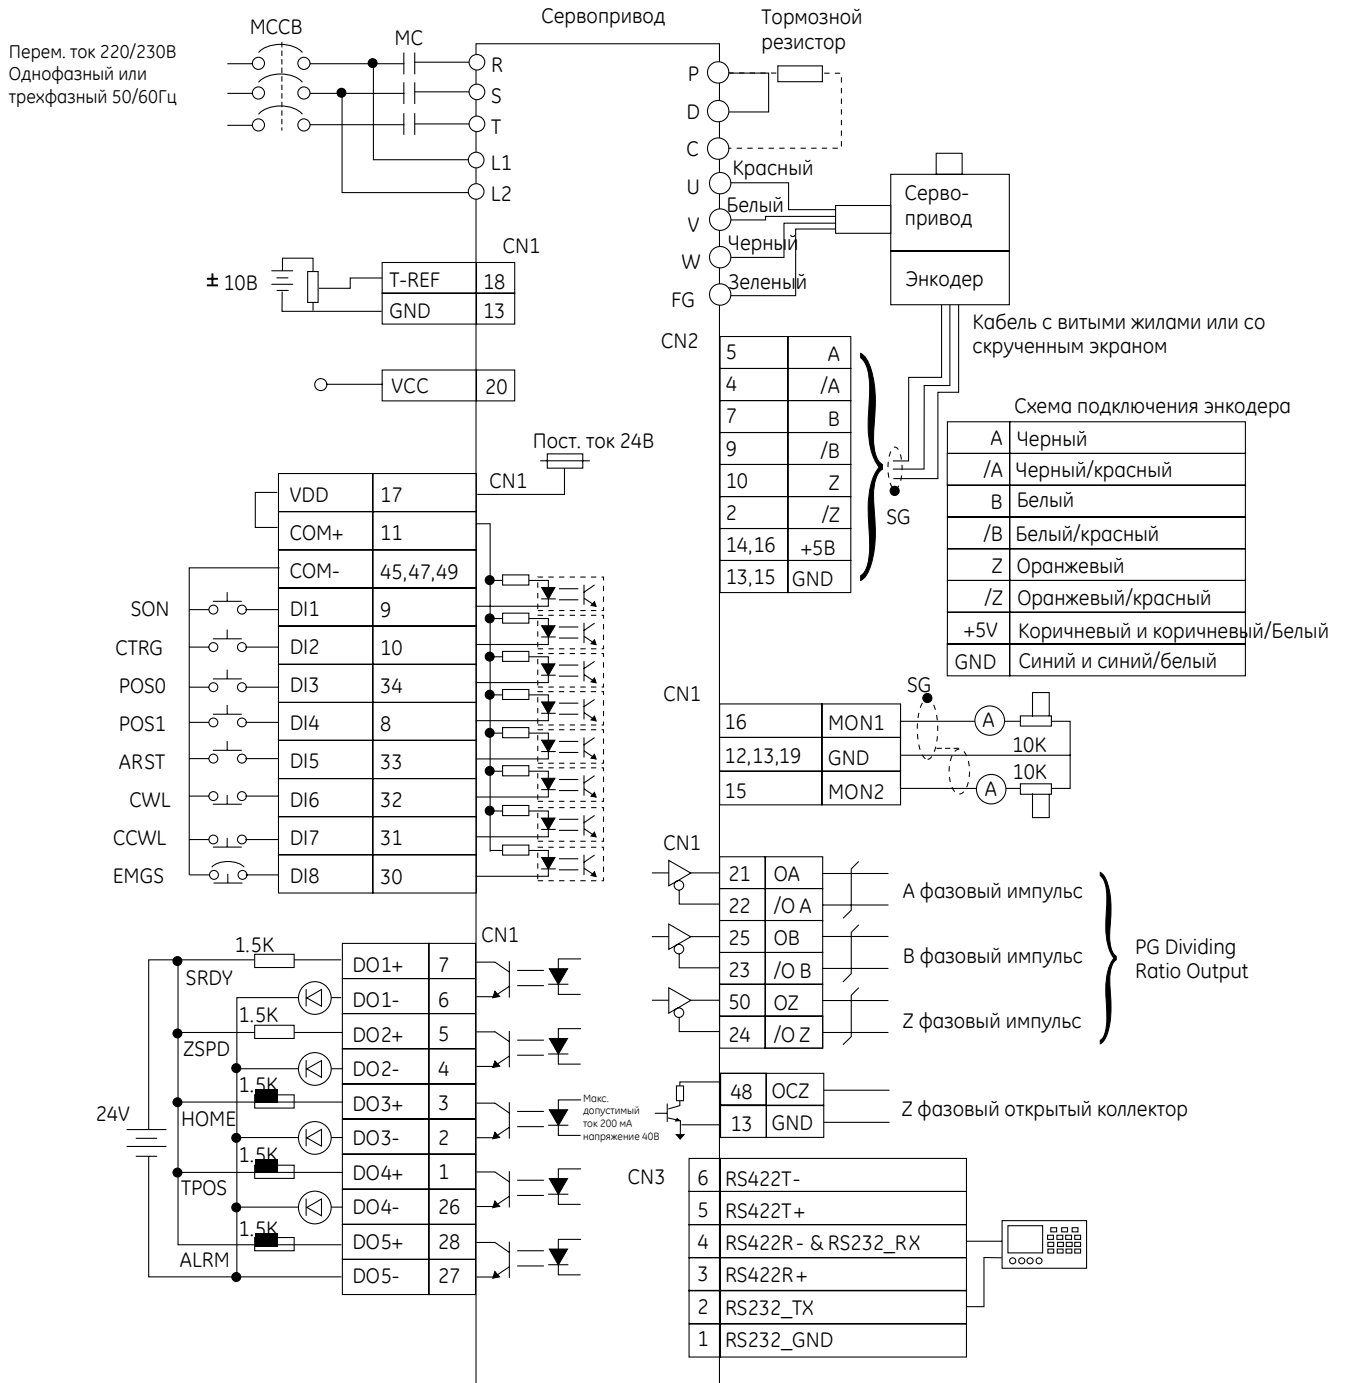 Сервопривод
MCCB
MC
Перем. ток 220/230В
Однофазный или
трехфазный 50/60Гц
R
S
T
L1
L2
Тормозной
резистор
P
D
C
U
V
W
FG
Красный
Белый
Черный
Зеленый
Серво-
привод
Энкодер
Кабель с витыми жилами или со
скрученным экраном
CN1
± 10В
T-REF 18
GND 13
VCC 20
CN2
5 A
4 /A
7 B
9 /B
10 Z
2 /Z
14,16 +5В
13,15 GND
SG
Схема подключения энкодера
A Черный
/A Черный/красный
B Белый
/B Белый/красный
Z Оранжевый
/Z Оранжевый/красный
+5V Коричневый и коричневый/Белый
GND Синий и синий/белый
Пост. ток 24В
CN1
VDD 17
COM+ 11
COM- 45,47,49
SON DI1 9
CTRG DI2 10
POS0 DI3 34
POS1 DI4 8
ARST DI5 33
CWL DI6 32
CCWL DI7 31
EMGS DI8 30
CN1
SG
16 MON1
12,13,19 GND
15 MON2
A
10K
10K
A
CN1
21 OA
22 /O A
25 OB
23 /O B
50 OZ
24 /O Z
А фазовый импульс
В фазовый импульс
Z фазовый импульс
PG Dividing
Ratio Output
48 OCZ
13 GND
Z фазовый открытый коллектор
Макс.
допустимый
ток 200 мА
напряжение 40В
CN1
24V
1.5K
SRDY
DO1+ 7
DO1- 6
1.5K
ZSPD
DO2+ 5
DO2- 4
1.5K
HOME
DO3+ 3
DO3- 2
1.5K
TPOS
DO4+ 1
DO4- 26
1.5K
ALRM
DO5+ 28
DO5- 27
CN3
6 RS422T-
5 RS422T+
4 RS422R- & RS232_RX
3 RS422R+
2 RS232_TX
1 RS232_GND